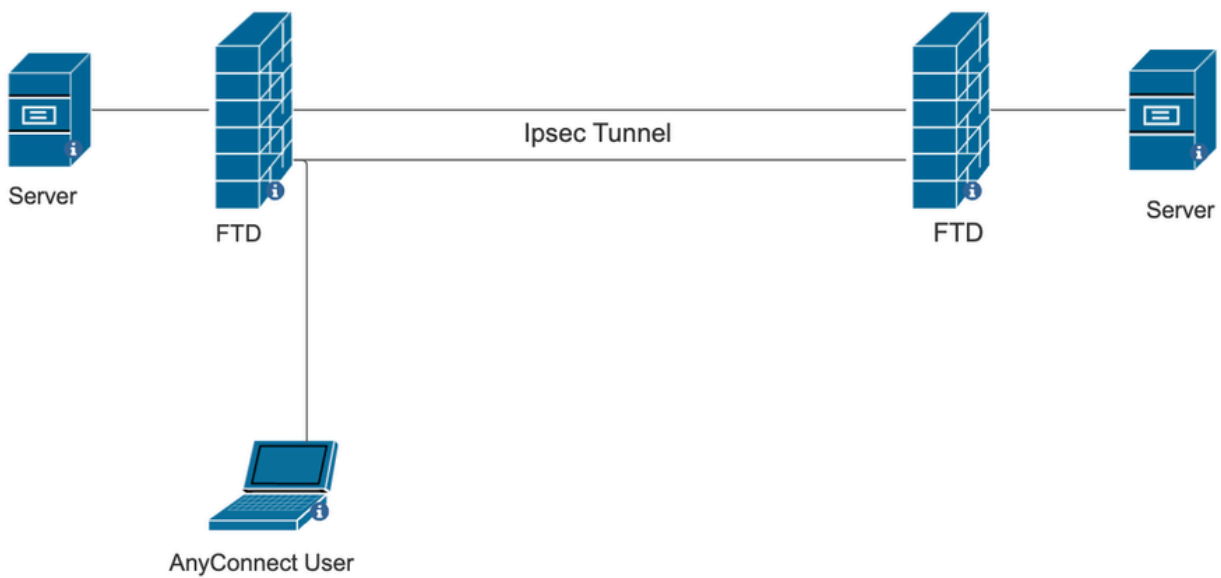 Ipsec Tunnel
Server
FTD
FTD
Server
AnyConnect User